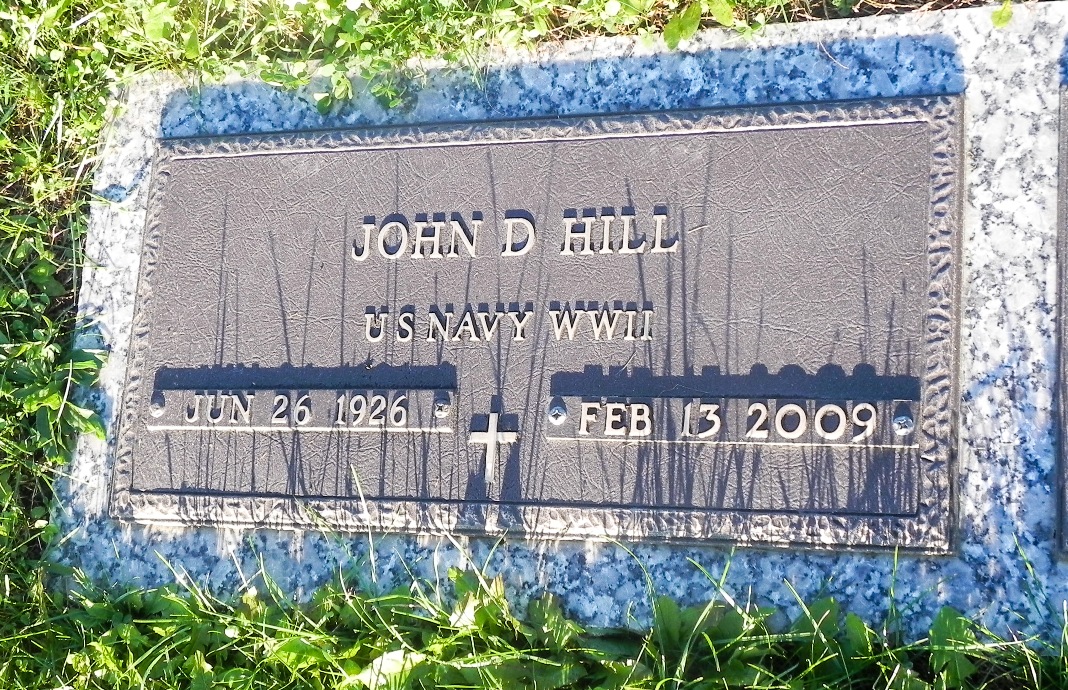 JOHN D HILL
US NAVY WWII
JUN 26 1926 FEB 13 2009